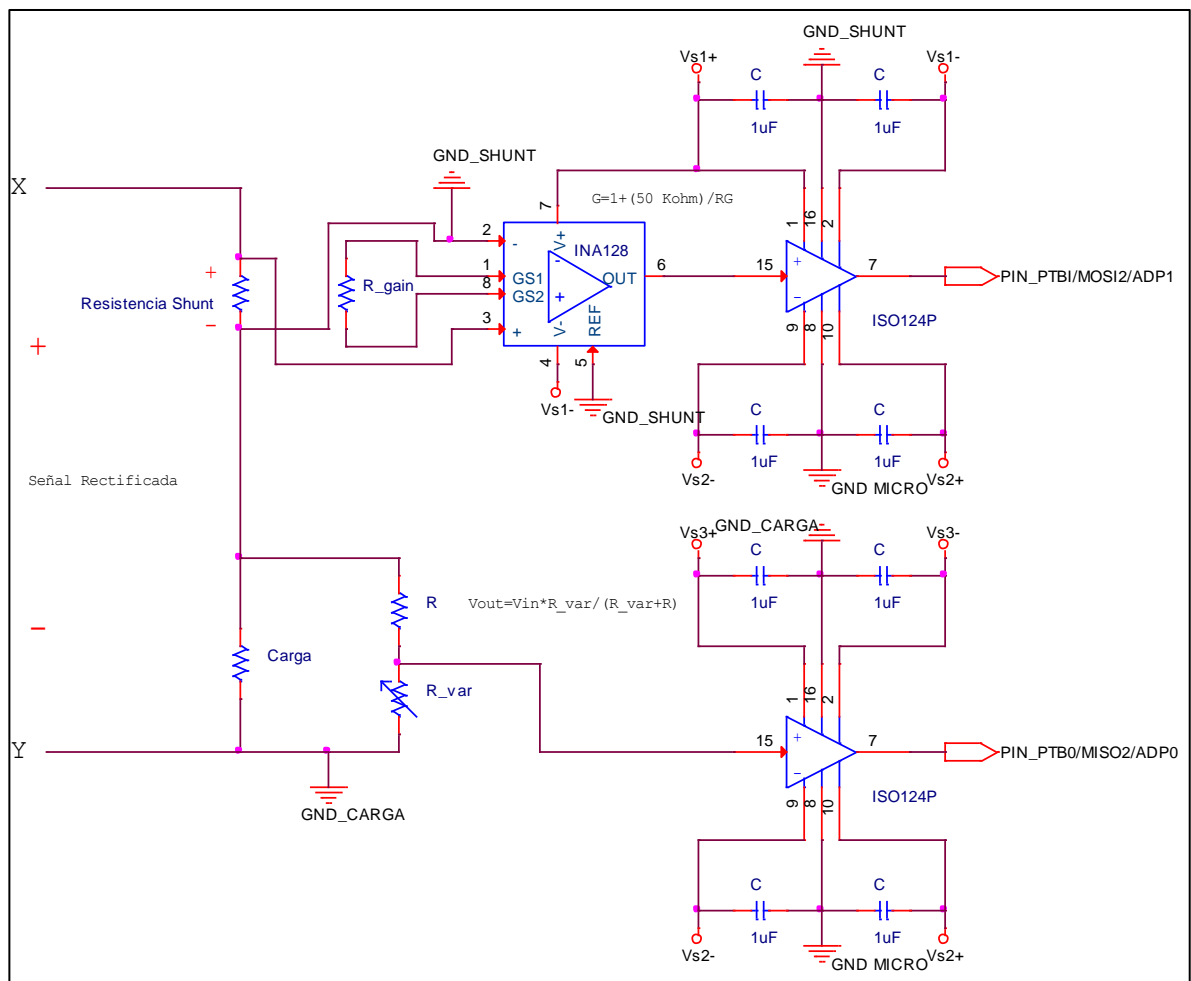 GND_SHUNT
Vs1+
Vs1-
C
C
1uF
1uF
GND_SHUNT
X
G=1+(50 Kohm)/RG
7
1
16
2
2
-
V+
INA128
-
+
1
GS1
6
OUT
15
+
-
7
PIN_PTBI/MOSI2/ADP1
8
GS2
+
R_gain
Resistencia Shunt
3
+
V-
REF
ISO124P
-
9
8
10
+
4
5
Vs1-
GND_SHUNT
C
C
1uF
1uF
Señal Rectificada
Vs2-
GND MICRO
Vs2+
Vs3+
GND_CARGA
Vs3-
C
C
R
Vout=Vin*R_var/(R_var+R)
1uF
1uF
-
Carga
R_var
1
16
2
Y
15
+
-
7
PIN_PTB0/MISO2/ADP0
ISO124P
9
8
10
GND_CARGA
C
C
1uF
1uF
Vs2-
GND MICRO
Vs2+